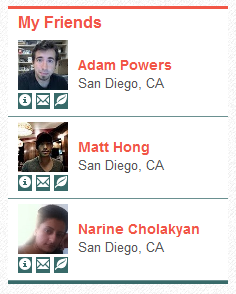 My Friends
Adam Powers
San Diego, CA
Matt Hong
San Diego, CA
Narine Cholakyan
San Diego, CA